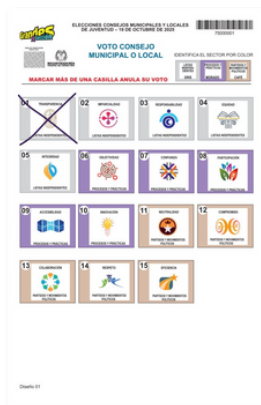 ELECCIONES CONSEJOS MUNICIPALES Y LOCALES
DE JUVENTUD – 19 DE OCTUBRE DE 2025
VOTO CONSEJO
MUNICIPAL O LOCAL
IDENTIFICA EL SECTOR POR COLOR
MARCAR MÁS DE UNA CASILLA ANULA SU VOTO
01 TRANSPARENCIA
LISTAS INDEPENDIENTES
02 IMPARCIALIDAD
LISTAS INDEPENDIENTES
03 RESPONSABILIDAD
LISTAS INDEPENDIENTES
04 EQUIDAD
LISTAS INDEPENDIENTES
05 INTEGRIDAD
LISTAS INDEPENDIENTES
06 OBJETIVIDAD
PROCESOS Y PRÁCTICAS
07 CONFIANZA
PROCESOS Y PRÁCTICAS
08 PARTICIPACIÓN
PROCESOS Y PRÁCTICAS
09 ACCESIBILIDAD
PROCESOS Y PRÁCTICAS
10 INNOVACIÓN
PROCESOS Y PRÁCTICAS
11 NEUTRALIDAD
PARTIDOS Y MOVIMIENTOS
POLÍTICOS
12 COMPROMISO
PARTIDOS Y MOVIMIENTOS
POLÍTICOS
13 COLABORACIÓN
PARTIDOS Y MOVIMIENTOS
POLÍTICOS
14 RESPETO
PARTIDOS Y MOVIMIENTOS
POLÍTICOS
15 EFICIENCIA
PARTIDOS Y MOVIMIENTOS
POLÍTICOS
Diseño 01